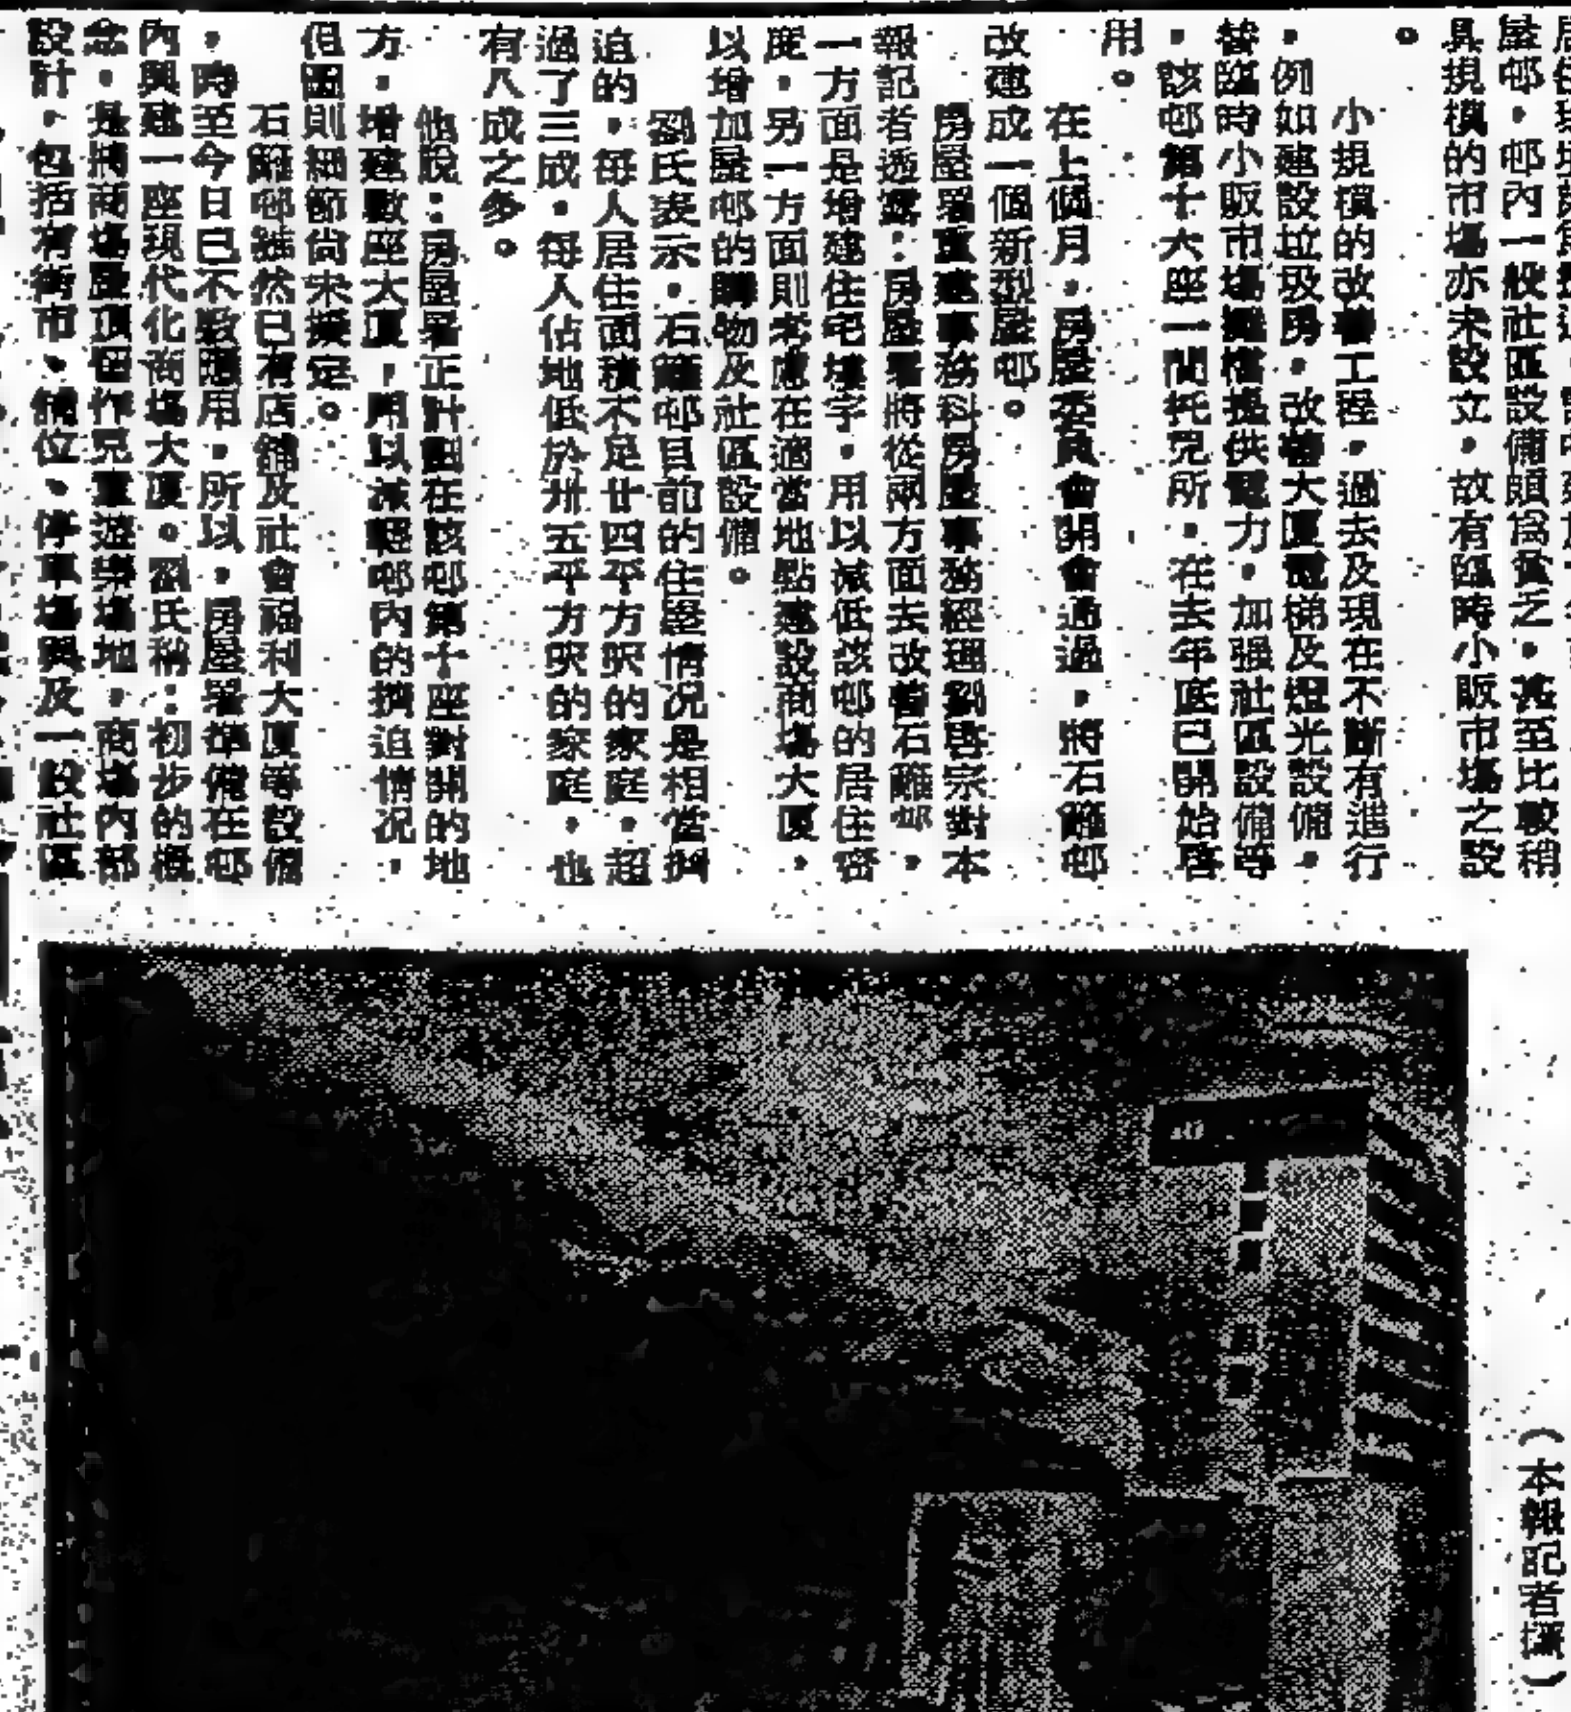 屋邨，邨內一般社區設備頗為貧乏，甚至比較稍
具規模的市場亦未設立，故有臨時小販市場之設
。
小規模的改善工程，過去及現在不斷有進行
，例如建設垃圾房，改善大廈電梯及燈光設備，
替臨時小販市場攤檔提供電力，加強社區設備等
，該邨第十六座一間托兒所，在去年底已開始啓
用。
在上個月，房屋委員會開會通過，將石籬邨
改建成一個新型屋邨。
房屋署重建事務科房屋事務經理劉啓宗對本
報記者透露：房屋署將從兩方面去改善石籬邨，
一方面是增建住宅樓宇，用以減低該邨的居住密
度，另一方面則考慮在適當地點建設商場大廈，
以增加屋邨的購物及社區設備。
劉氏表示，石籬邨目前的住屋情況是相當擠
迫的，每人居住面積不足廿四平方呎的家庭，超
過了三成，每人佔地低於卅五平方呎的家庭，也
有八成之多。
他說：房屋署正計劃在該邨第十座對開的地
方，增建數座大廈，用以減輕邨內的擠迫情況，
但因則細節尚未擬定。
石籬邨雖然已有店舖及社會福利大廈等設備
，時至今日已不敷應用，所以，房屋署準備在邨
內興建一座現代化商場大廈。劉氏稱：初步的概
念，是將商場屋頂用作兒童遊樂場地，商場內部
設計，包括有街市、舖位、停車場與及一般社區
（本報記者攝）